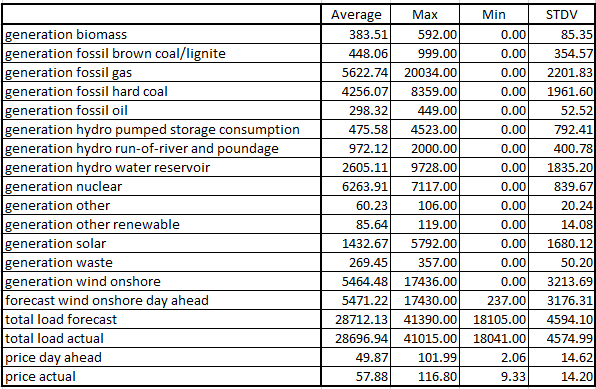 Average Max Min STDV
generation biomass 383.51 592.00 0.00 85.35
generation fossil brown coal/lignite 448.06 999.00 0.00 354.57
generation fossil gas 5622.74 20034.00 0.00 2201.83
generation fossil hard coal 4256.07 8359.00 0.00 1961.60
generation fossil oil 298.32 449.00 0.00 52.52
generation hydro pumped storage consumption 475.58 4523.00 0.00 792.41
generation hydro run-of-river and poundage 972.12 2000.00 0.00 400.78
generation hydro water reservoir 2605.11 9728.00 0.00 1835.20
generation nuclear 6263.91 7117.00 0.00 839.67
generation other 60.23 106.00 0.00 20.24
generation other renewable 85.64 119.00 0.00 14.08
generation solar 1432.67 5792.00 0.00 1680.12
generation waste 269.45 357.00 0.00 50.20
generation wind onshore 5464.48 17436.00 0.00 3213.69
forecast wind onshore day ahead 5471.22 17430.00 237.00 3176.31
total load forecast 28712.13 41390.00 18105.00 4594.10
total load actual 28696.94 41015.00 18041.00 4574.99
price day ahead 49.87 101.99 2.06 14.62
price actual 57.88 116.80 9.33 14.20